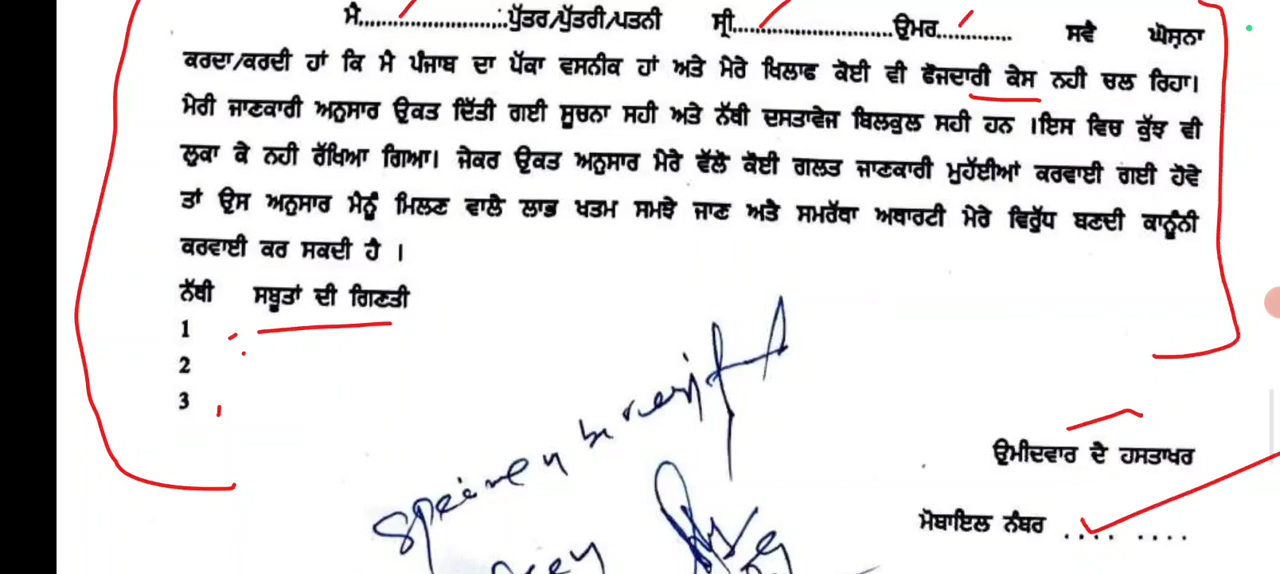 ਮੈ.........................ਪੁੱਤਰ/ਪੁੱਤਰੀ/ਪਤਨੀ ਸ੍ਰੀ...........................ਉਮਰ............. ਸਵੈ ਘੋਸ਼ਨਾ
ਕਰਦਾ/ਕਰਦੀ ਹਾਂ ਕਿ ਮੈ ਪੰਜਾਬ ਦਾ ਪੱਕਾ ਵਸਨੀਕ ਹਾਂ ਅਤੇ ਮੇਰੇ ਖਿਲਾਫ ਕੋਈ ਵੀ ਫੌਜਦਾਰੀ ਕੇਸ ਨਹੀ ਚਲ ਰਿਹਾ।
ਮੇਰੀ ਜਾਣਕਾਰੀ ਅਨੁਸਾਰ ਉਕਤ ਦਿੱਤੀ ਗਈ ਸੂਚਨਾ ਸਹੀ ਅਤੇ ਨੱਥੀ ਦਸਤਾਵੇਜ ਬਿਲਕੁਲ ਸਹੀ ਹਨ ।ਇਸ ਵਿਚ ਕੁੱਝ ਵੀ
ਲੁਕਾ ਕੇ ਨਹੀ ਰੱਖਿਆ ਗਿਆ। ਜੇਕਰ ਉਕਤ ਅਨੁਸਾਰ ਮੇਰੇ ਵੱਲੋ ਕੋਈ ਗਲਤ ਜਾਣਕਾਰੀ ਮੁਹੱਈਆਂ ਕਰਵਾਈ ਗਈ ਹੋਵੇ
ਤਾਂ ਉਸ ਅਨੁਸਾਰ ਮੈਨੂੰ ਮਿਲਣ ਵਾਲੈ ਲਾਭ ਖਤਮ ਸਮਝੇ ਜਾਣ ਅਤੇ ਸਮਰੱਥਾ ਅਥਾਰਟੀ ਮੇਰੇ ਵਿਰੁੱਧ ਬਣਦੀ ਕਾਨੂੰਨੀ
ਕਰਵਾਈ ਕਰ ਸਕਦੀ ਹੈ ।
ਨੱਥੀ ਸਬੂਤਾਂ ਦੀ ਗਿਣਤੀ
1
2
3
ਉਮੀਦਵਾਰ ਦੇ ਹਸਤਾਖਰ
ਮੋਬਾਇਲ ਨੰਬਰ .... ....